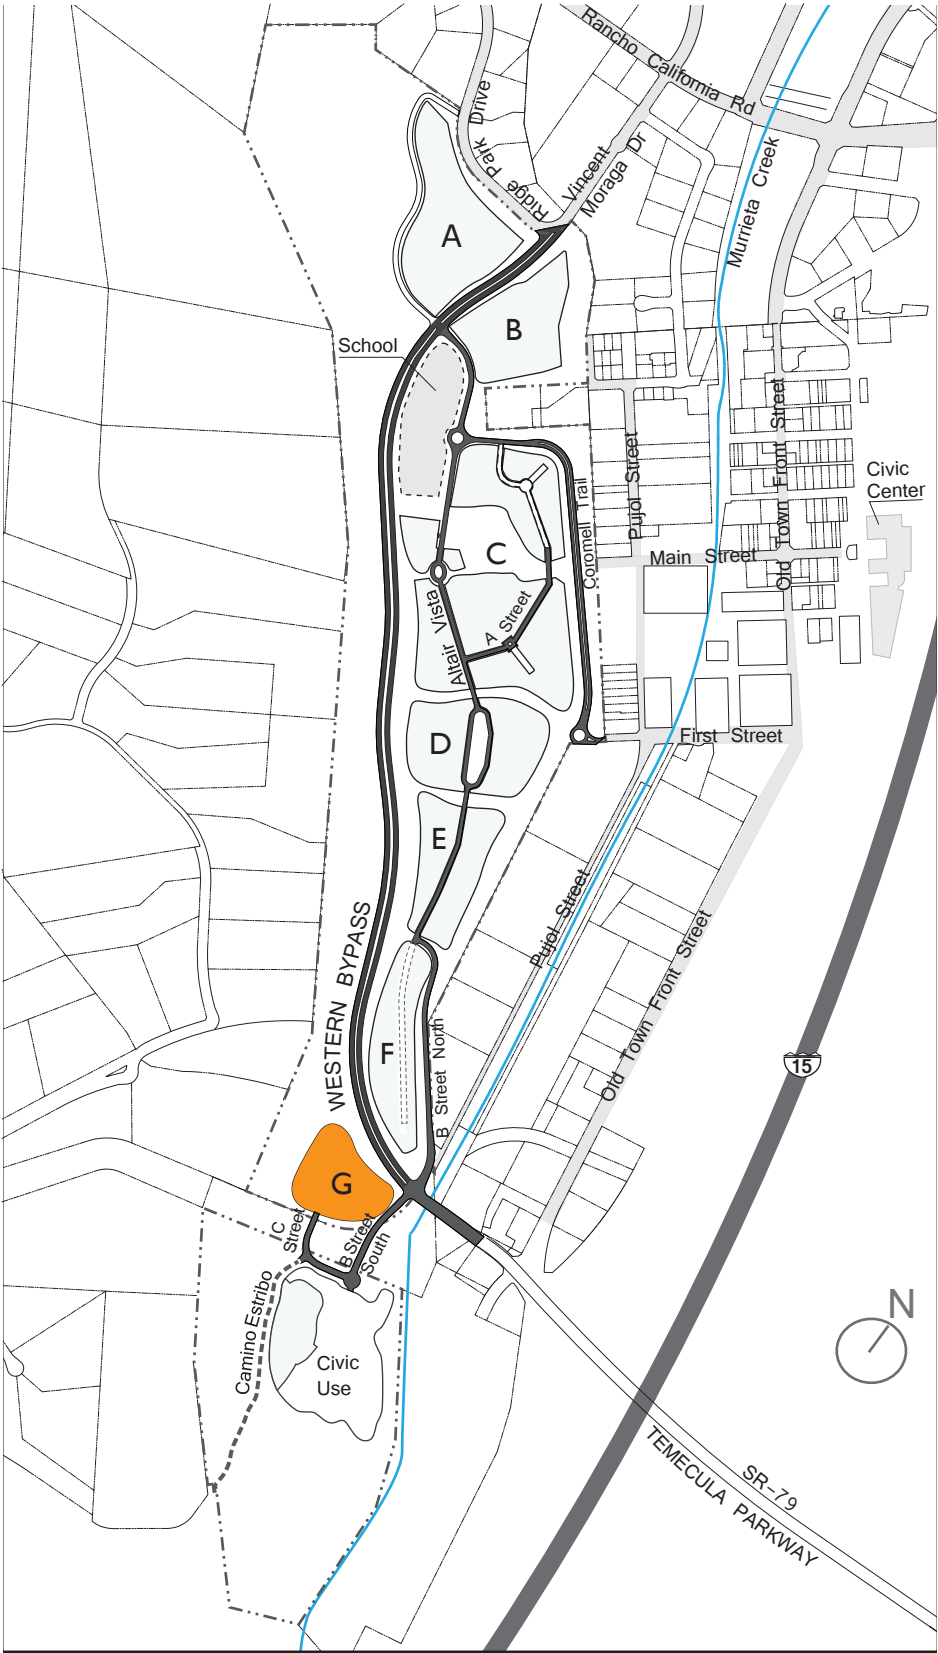 Rancho California Rd
Ridge Park Drive
Vincent
Moraga Dr
Murrieta Creek
A
B
School
Old Town Front Street
Pujol Street
Coromell Trail
Civic
Center
C
Main Street
A Street
Altair Vista
D
First Street
E
Pujol Street
Old Town Front Street
WESTERN BYPASS
F
B Street North
15
G
C
Street
B Street
South
Camino Estribo
Civic
Use
N
SR-79
TEMECULA PARKWAY